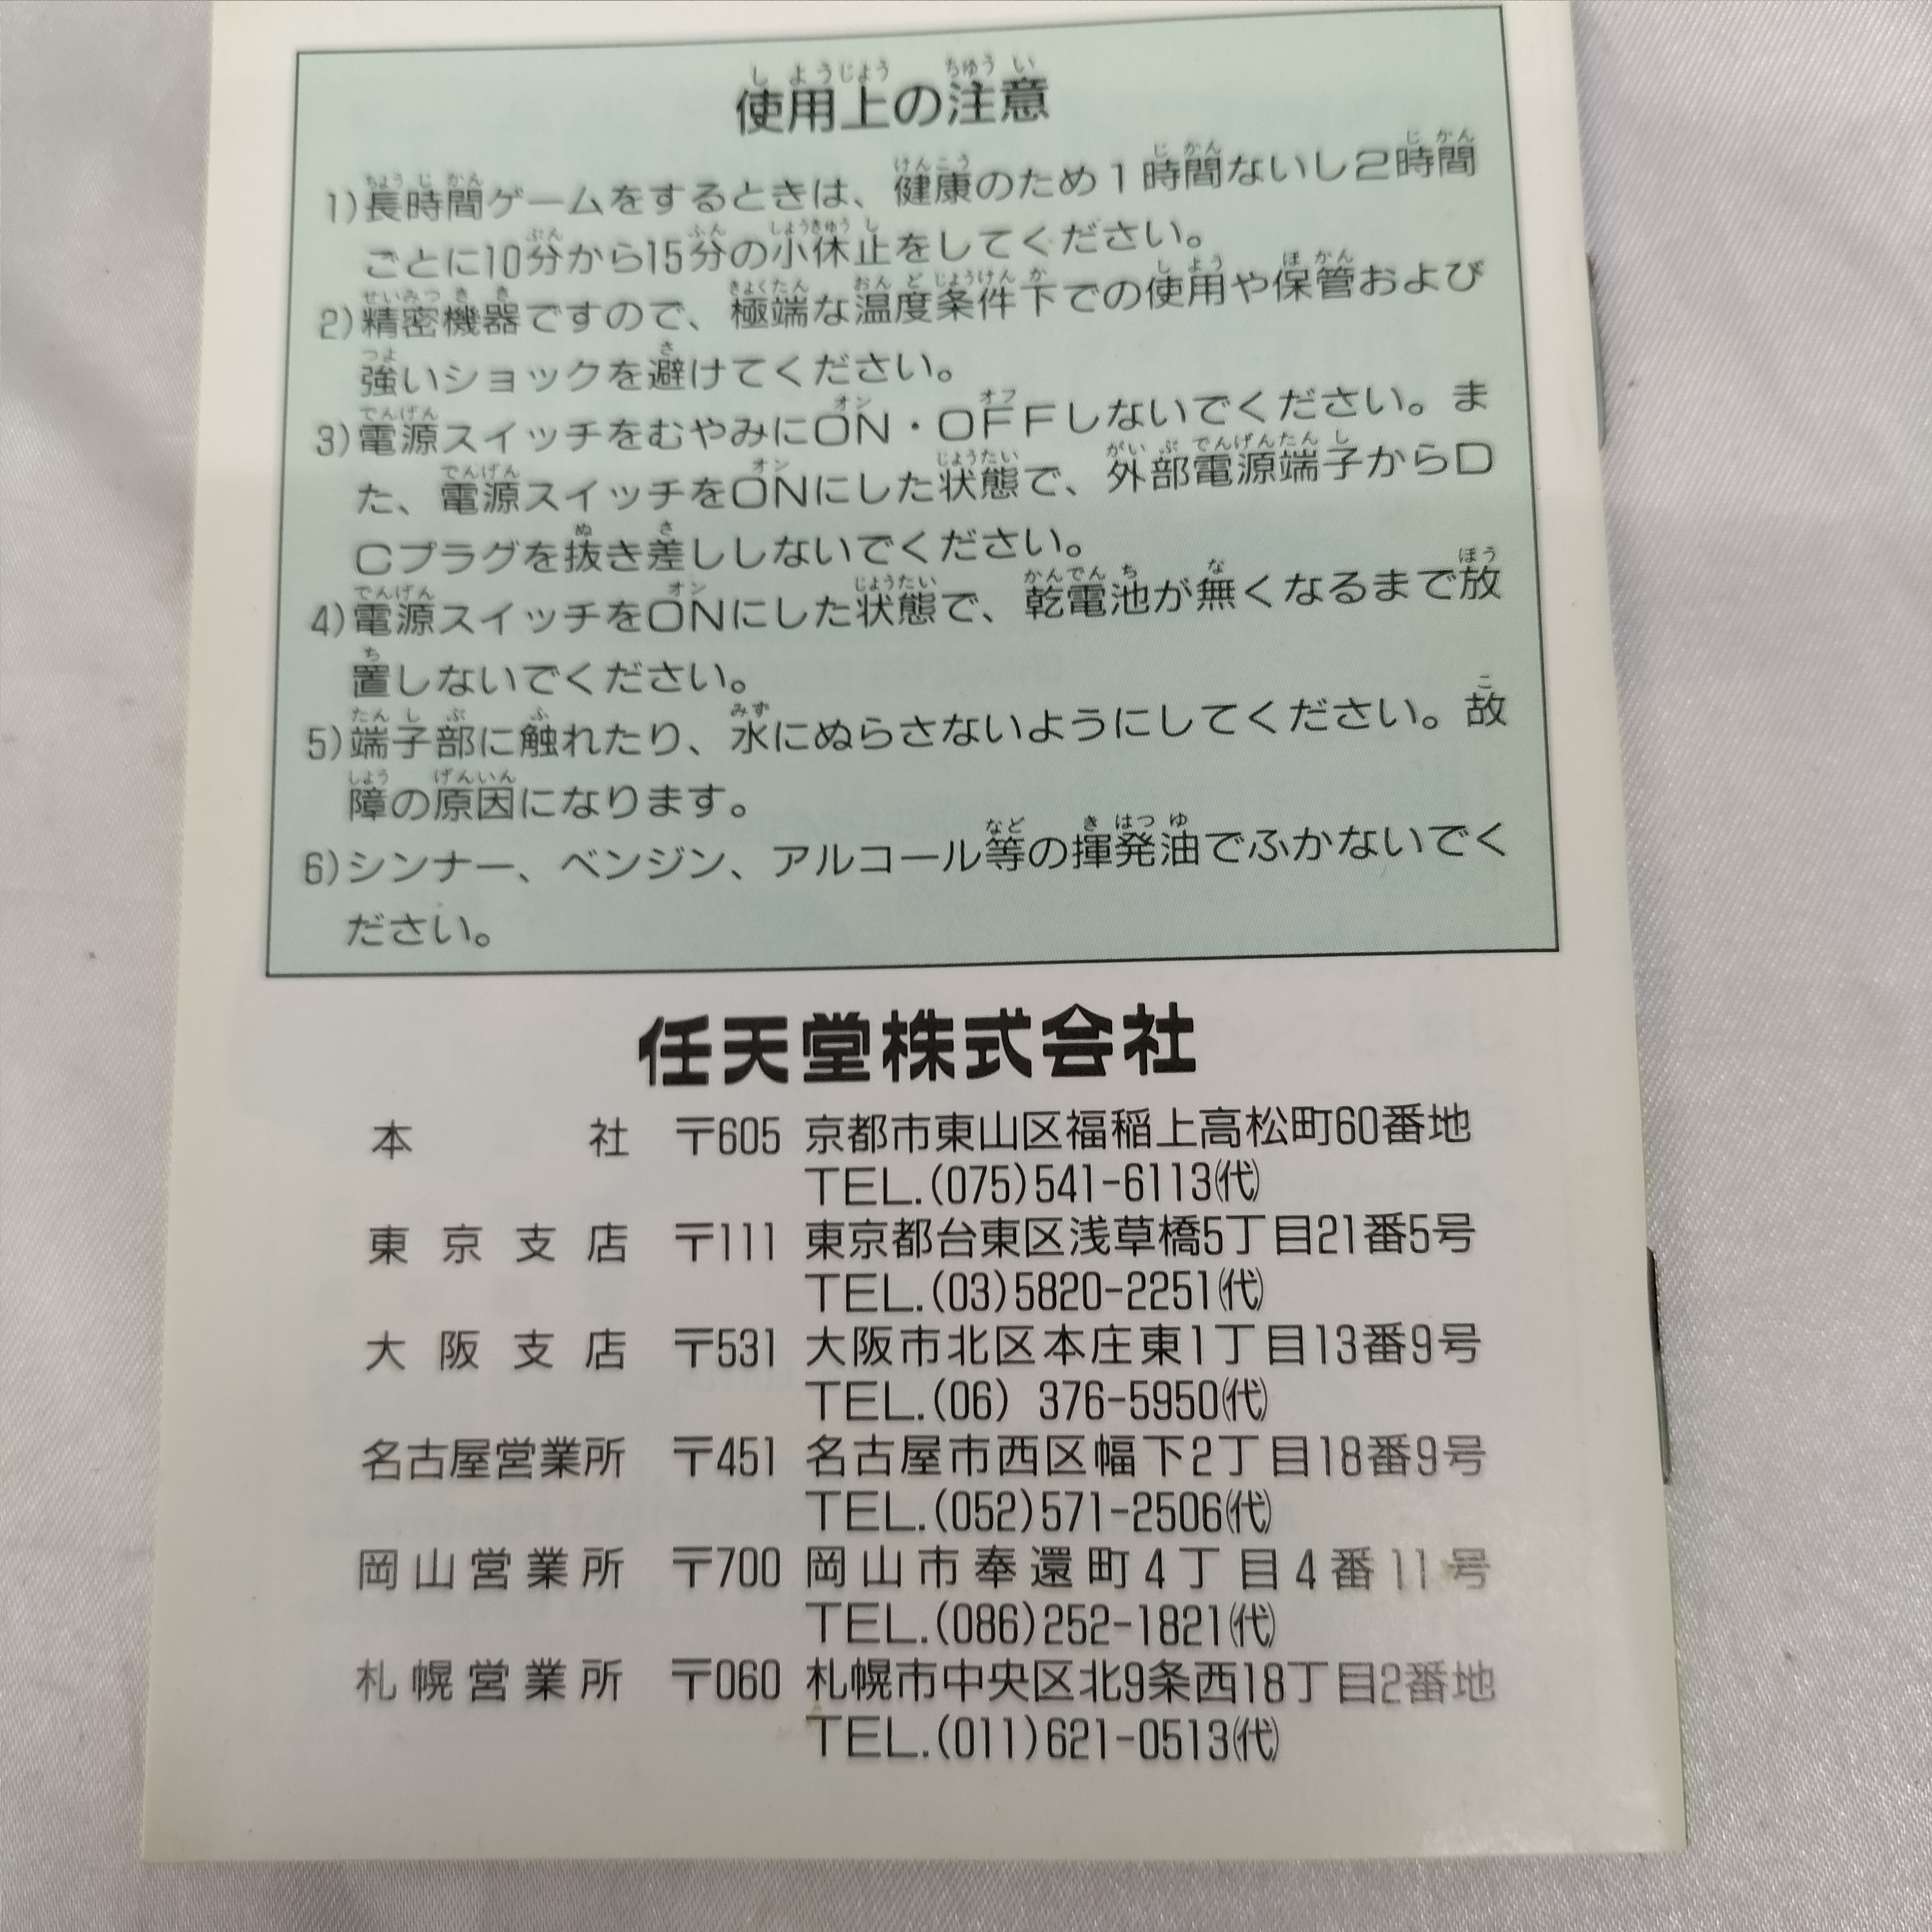 使用上の注意
1)長時間ゲームをするときは、健康のため1時間ないし2時間
ごとに10分から15分の小休止をしてください。
2)精密機器ですので、極端な温度条件下での使用や保管および
強いショックを避けてください。
3)電源スイッチをむやみにON・OFFしないでください。ま
た、電源スイッチをONにした状態で、外部電源端子からD
Cプラグを抜き差ししないでください。
4)電源スイッチをONにした状態で、乾電池が無くなるまで放
置しないでください。
5)端子部に触れたり、水にぬらさないようにしてください。故
障の原因になります。
6)シンナー、ベンジン、アルコール等の揮発油でふかないでく
ださい。
任天堂株式会社
本社 〒605 京都市東山区福稲上高松町60番地
TEL.(075)541-6113(代)
東京支店 〒111 東京都台東区浅草橋5丁目21番5号
TEL.(03)5820-2251(代)
大阪支店 〒531 大阪市北区本庄東1丁目13番9号
TEL.(06) 376-5950(代)
名古屋営業所 〒451 名古屋市西区幅下2丁目18番9号
TEL.(052)571-2506(代)
岡山営業所 〒700 岡山市奉還町4丁目4番11号
TEL.(086)252-1821(代)
札幌営業所 〒060 札幌市中央区北9条西18丁目2番地
TEL.(011)621-0513(代)